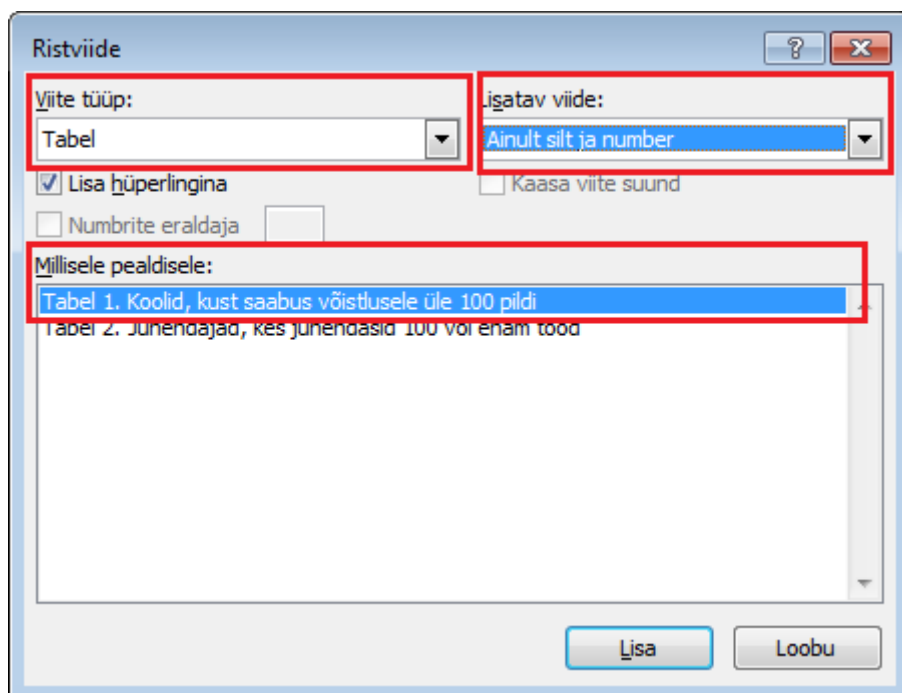 Ristviide
Viite tüüp:
Lisatav viide:
Tabel
Ainult silt ja number
Lisa hüperlingina
Kaasa viite suund
Numbrite eraldaja
Millisele pealdisele:
Tabel 1. Koolid, kust saabus võistlusele üle 100 pildi
Tabel 2. Juhendajad, kes juhendasid 100 või enam tööd
Lisa
Loobu